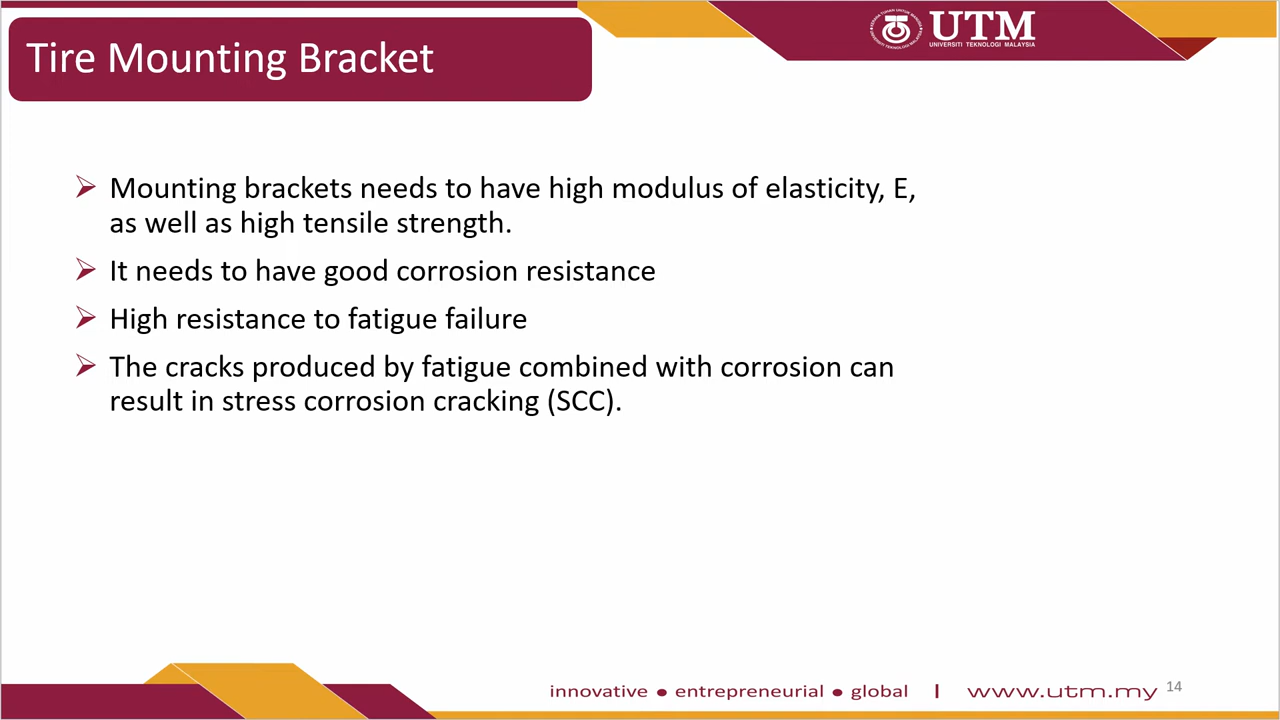 Tire Mounting Bracket
UTM
UNIVERSITI TEKNOLOGI MALAYSIA
Mounting brackets needs to have high modulus of elasticity, E,
as well as high tensile strength.
It needs to have good corrosion resistance
High resistance to fatigue failure
The cracks produced by fatigue combined with corrosion can
result in stress corrosion cracking (SCC).
innovative ● entrepreneurial ● global | www.utm.my 14